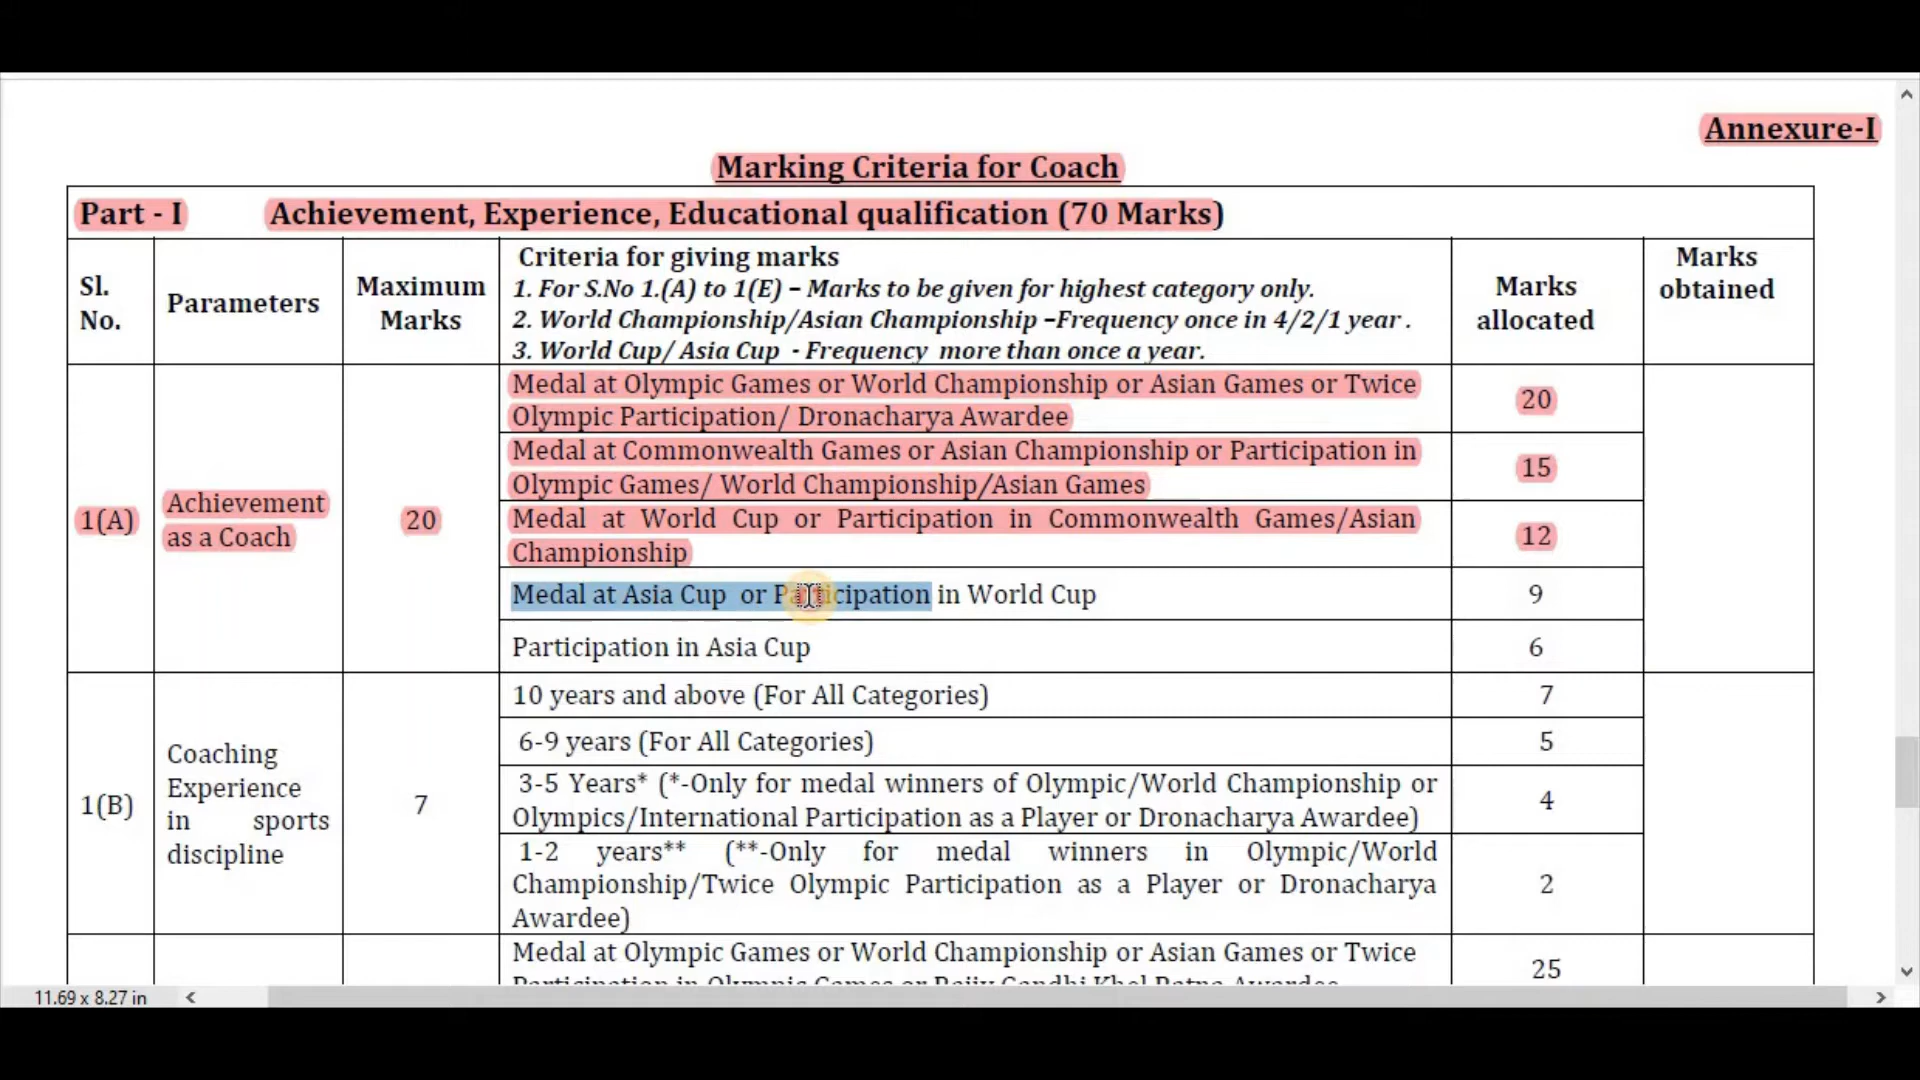 Annexure-I
Marking Criteria for Coach
Part - I Achievement, Experience, Educational qualification (70 Marks)
Sl. No.
Parameters
Maximum Marks
Criteria for giving marks
1. For S.No 1.(A) to 1(E) – Marks to be given for highest category only.
2. World Championship/Asian Championship –Frequency once in 4/2/1 year .
3. World Cup/ Asia Cup - Frequency more than once a year.
Marks allocated
Marks obtained
1(A)
Achievement as a Coach
20
Medal at Olympic Games or World Championship or Asian Games or Twice
Olympic Participation/ Dronacharya Awardee
20
Medal at Commonwealth Games or Asian Championship or Participation in
Olympic Games/ World Championship/Asian Games
15
Medal at World Cup or Participation in Commonwealth Games/Asian
Championship
12
Medal at Asia Cup or Participation in World Cup
9
Participation in Asia Cup
6
1(B)
Coaching
Experience
in sports
discipline
7
10 years and above (For All Categories)
7
6-9 years (For All Categories)
5
3-5 Years* (*-Only for medal winners of Olympic/World Championship or
Olympics/International Participation as a Player or Dronacharya Awardee)
4
1-2 years** (**-Only for medal winners in Olympic/World
Championship/Twice Olympic Participation as a Player or Dronacharya
Awardee)
2
Medal at Olympic Games or World Championship or Asian Games or Twice
Participation in Olympic Games or Rajiv Gandhi Khel Ratna Awardee
25
11.69 x 8.27 in